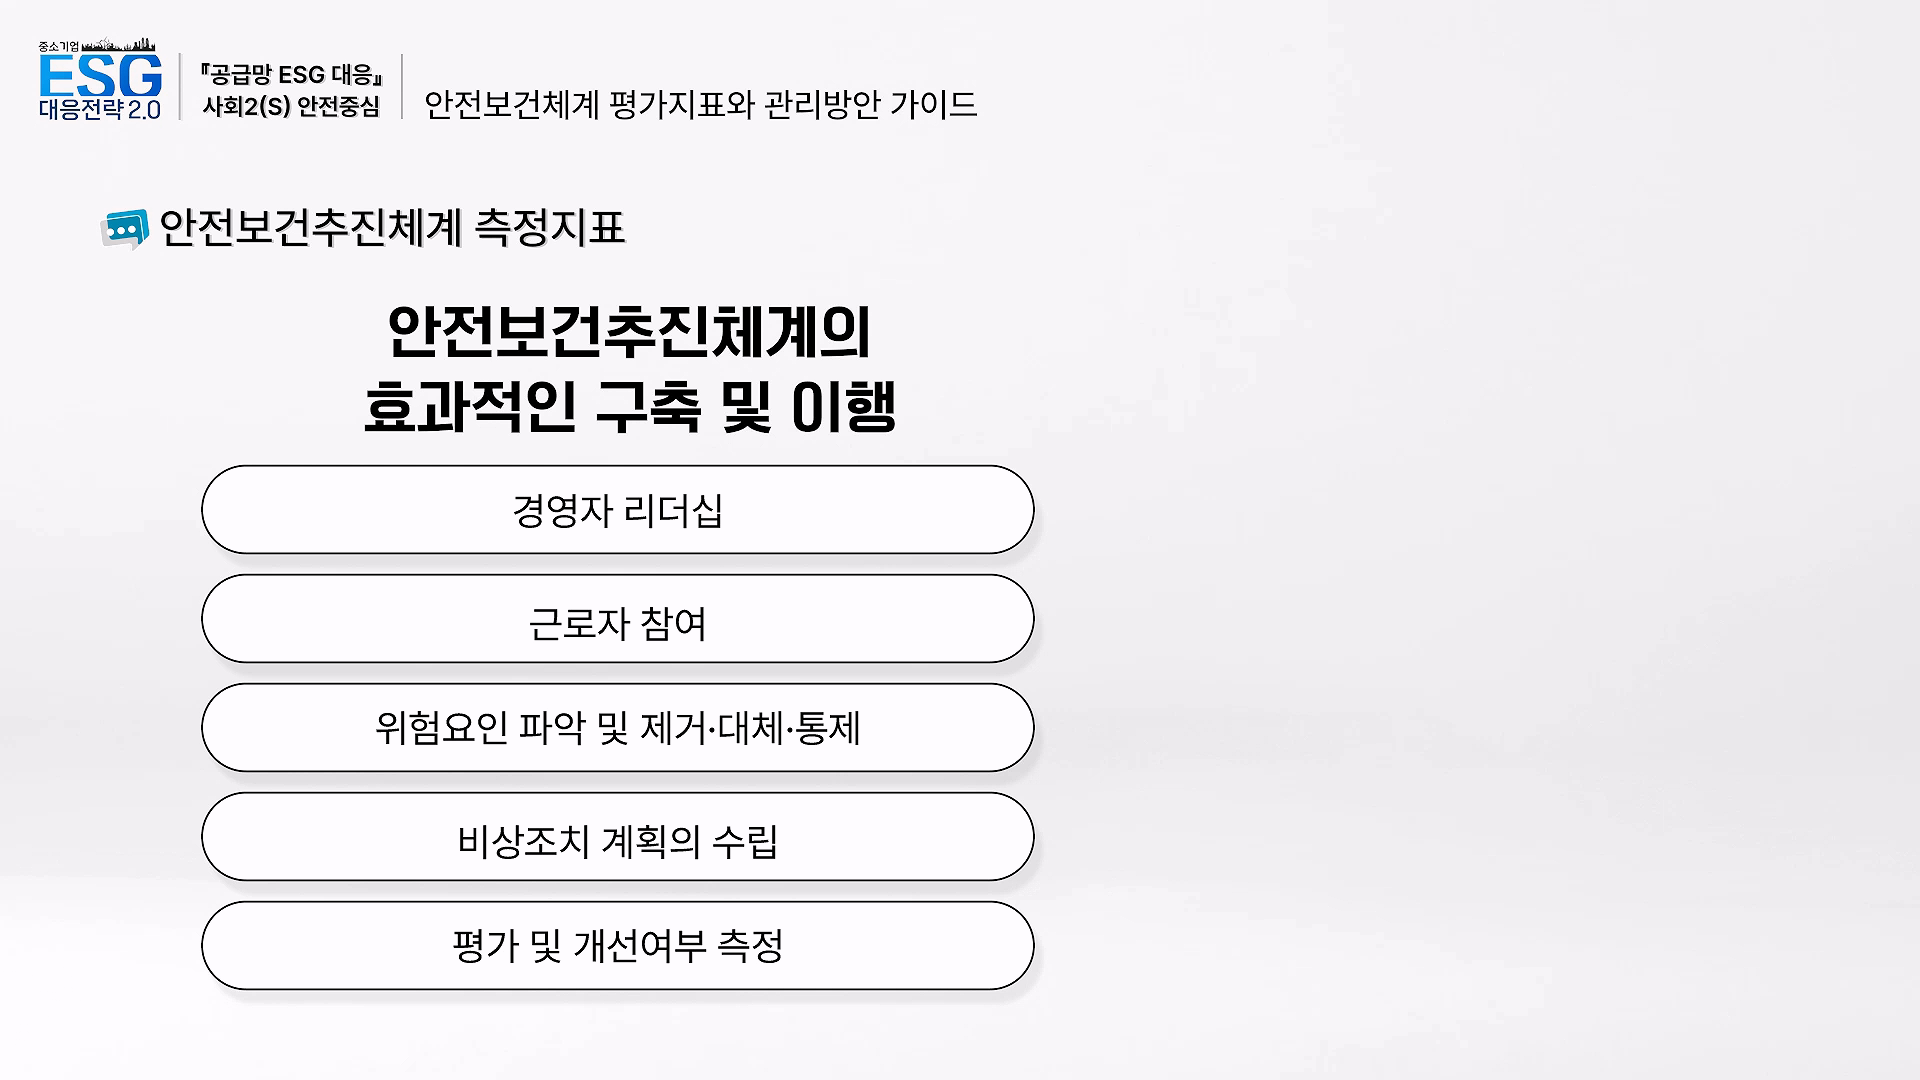 중소기업
ESG
대응전략 2.0
『공급망 ESG 대응』
사회2(S) 안전중심
안전보건체계 평가지표와 관리방안 가이드
안전보건추진체계 측정지표
안전보건추진체계의
효과적인 구축 및 이행
경영자 리더십
근로자 참여
위험요인 파악 및 제거·대체·통제
비상조치 계획의 수립
평가 및 개선여부 측정